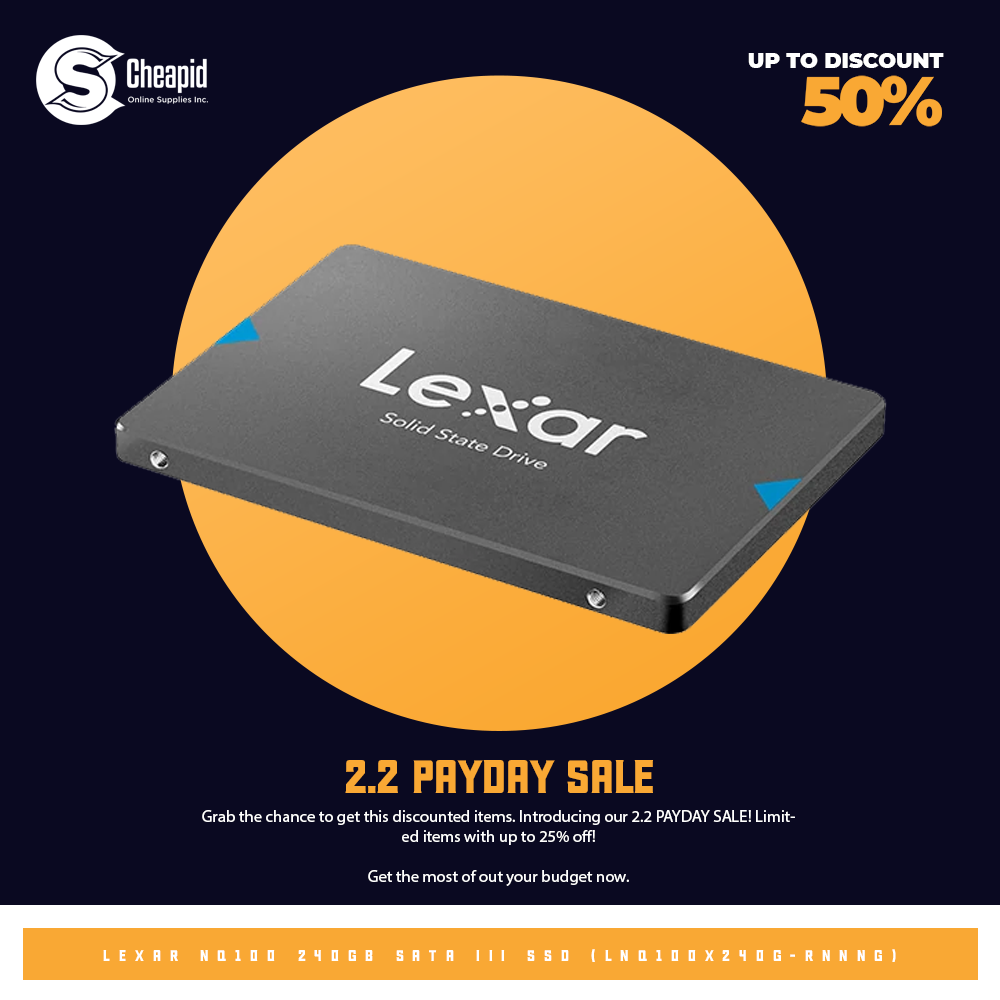 S
Cheapid
Online Supplies Inc.
UP TO DISCOUNT
50%
Lexar
Solid State Drive
2.2 PAYDAY SALE
Grab the chance to get this discounted items. Introducing our 2.2 PAYDAY SALE! Limit-
ed items with up to 25% off!
Get the most of out your budget now.
LEXAR NQ100 240GB SATA III SSD (LNQ100X240G-RNNNG)